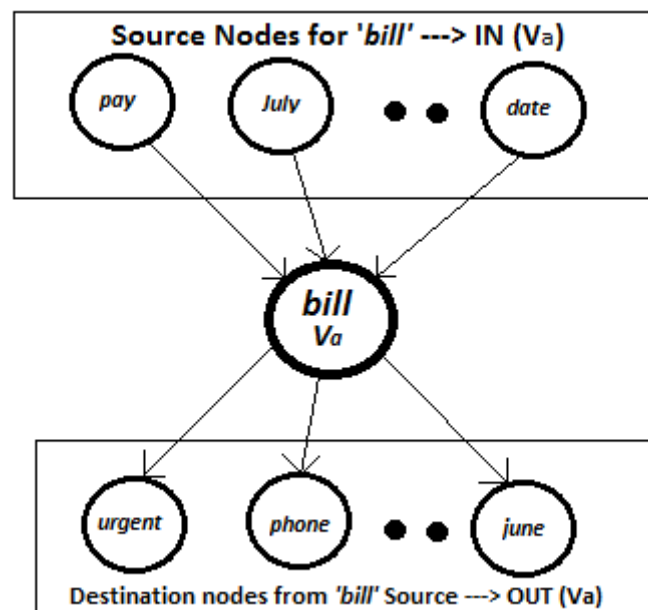 Source Nodes for 'bill' ---> IN (Va)
pay
July
date
bill
Va
urgent
phone
june
Destination nodes from 'bill' Source ---> OUT (Va)